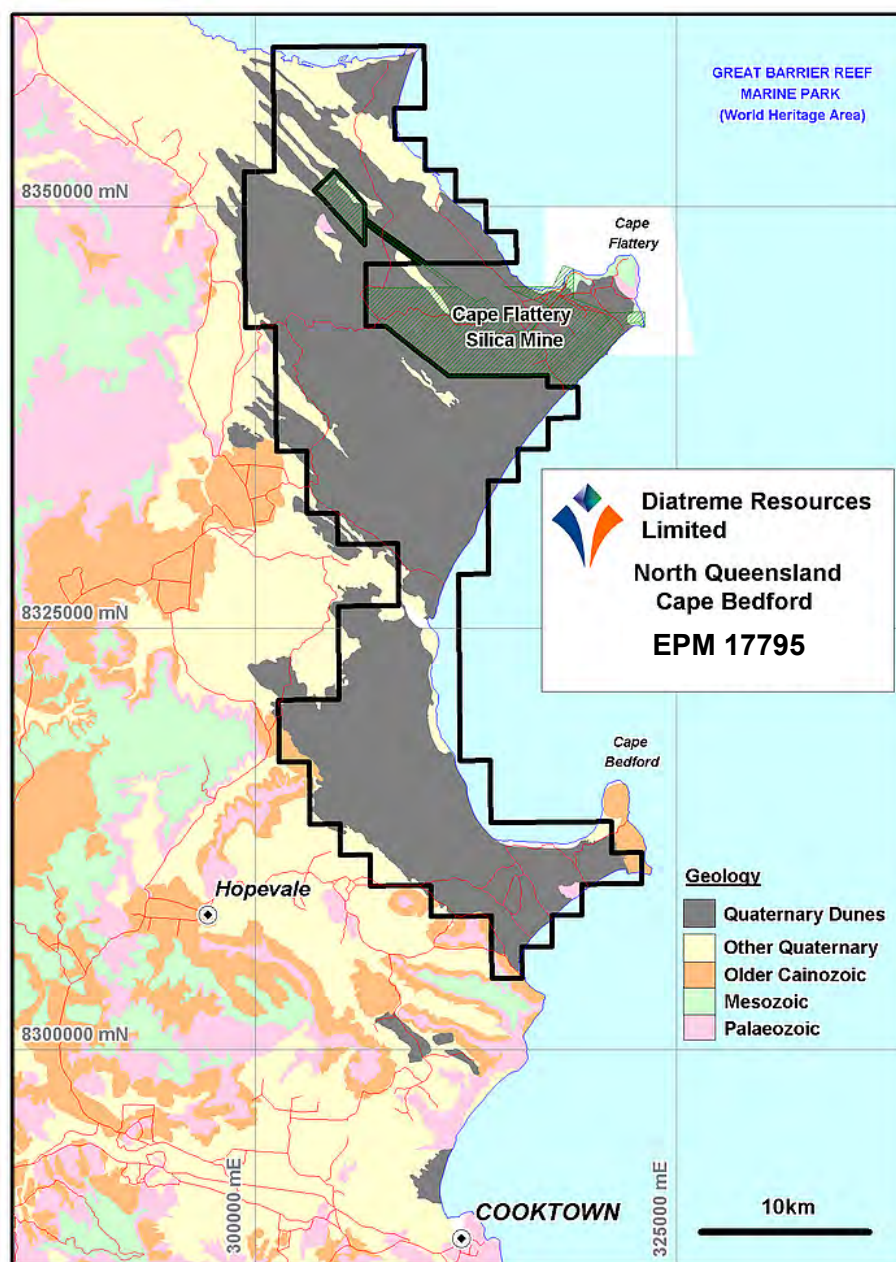 GREAT BARRIER REEF
MARINE PARK
(World Heritage Area)
8350000 mN
Cape
Flattery
Cape Flattery
Silica Mine
Diatreme Resources
Limited
North Queensland
Cape Bedford
EPM 17795
8325000 mN
Cape
Bedford
Hopevale
Geology
Quaternary Dunes
Other Quaternary
Older Cainozoic
Mesozoic
Palaeozoic
8300000 mN
300000 mE
325000 mE
COOKTOWN
10km